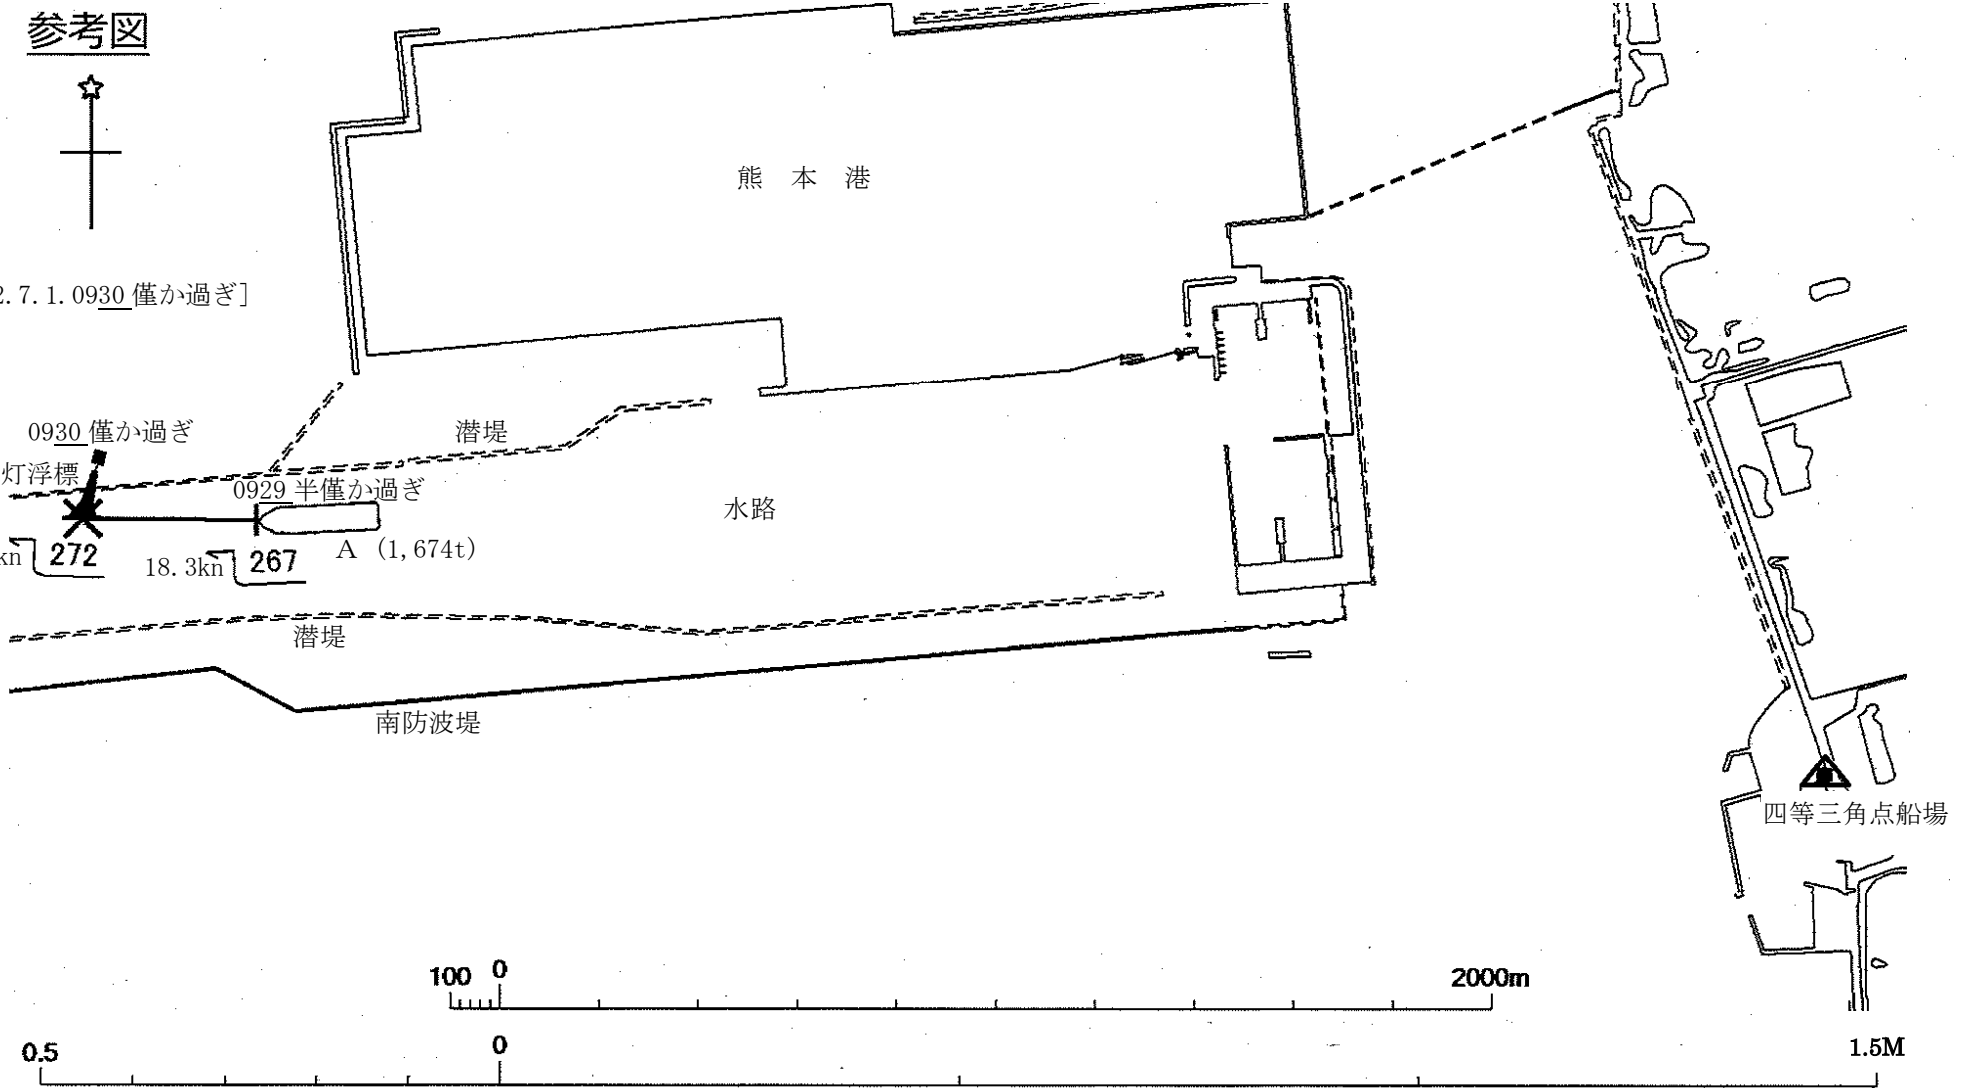 参考図
熊 本 港
2.7.1.0930 僅か過ぎ]
0930 僅か過ぎ
潜堤
灯浮標
0929 半僅か過ぎ
水路
kn 272
18.3kn 267
A (1,674t)
潜堤
南防波堤
四等三角点船場
100 0 2000m
0.5 0 1.5M